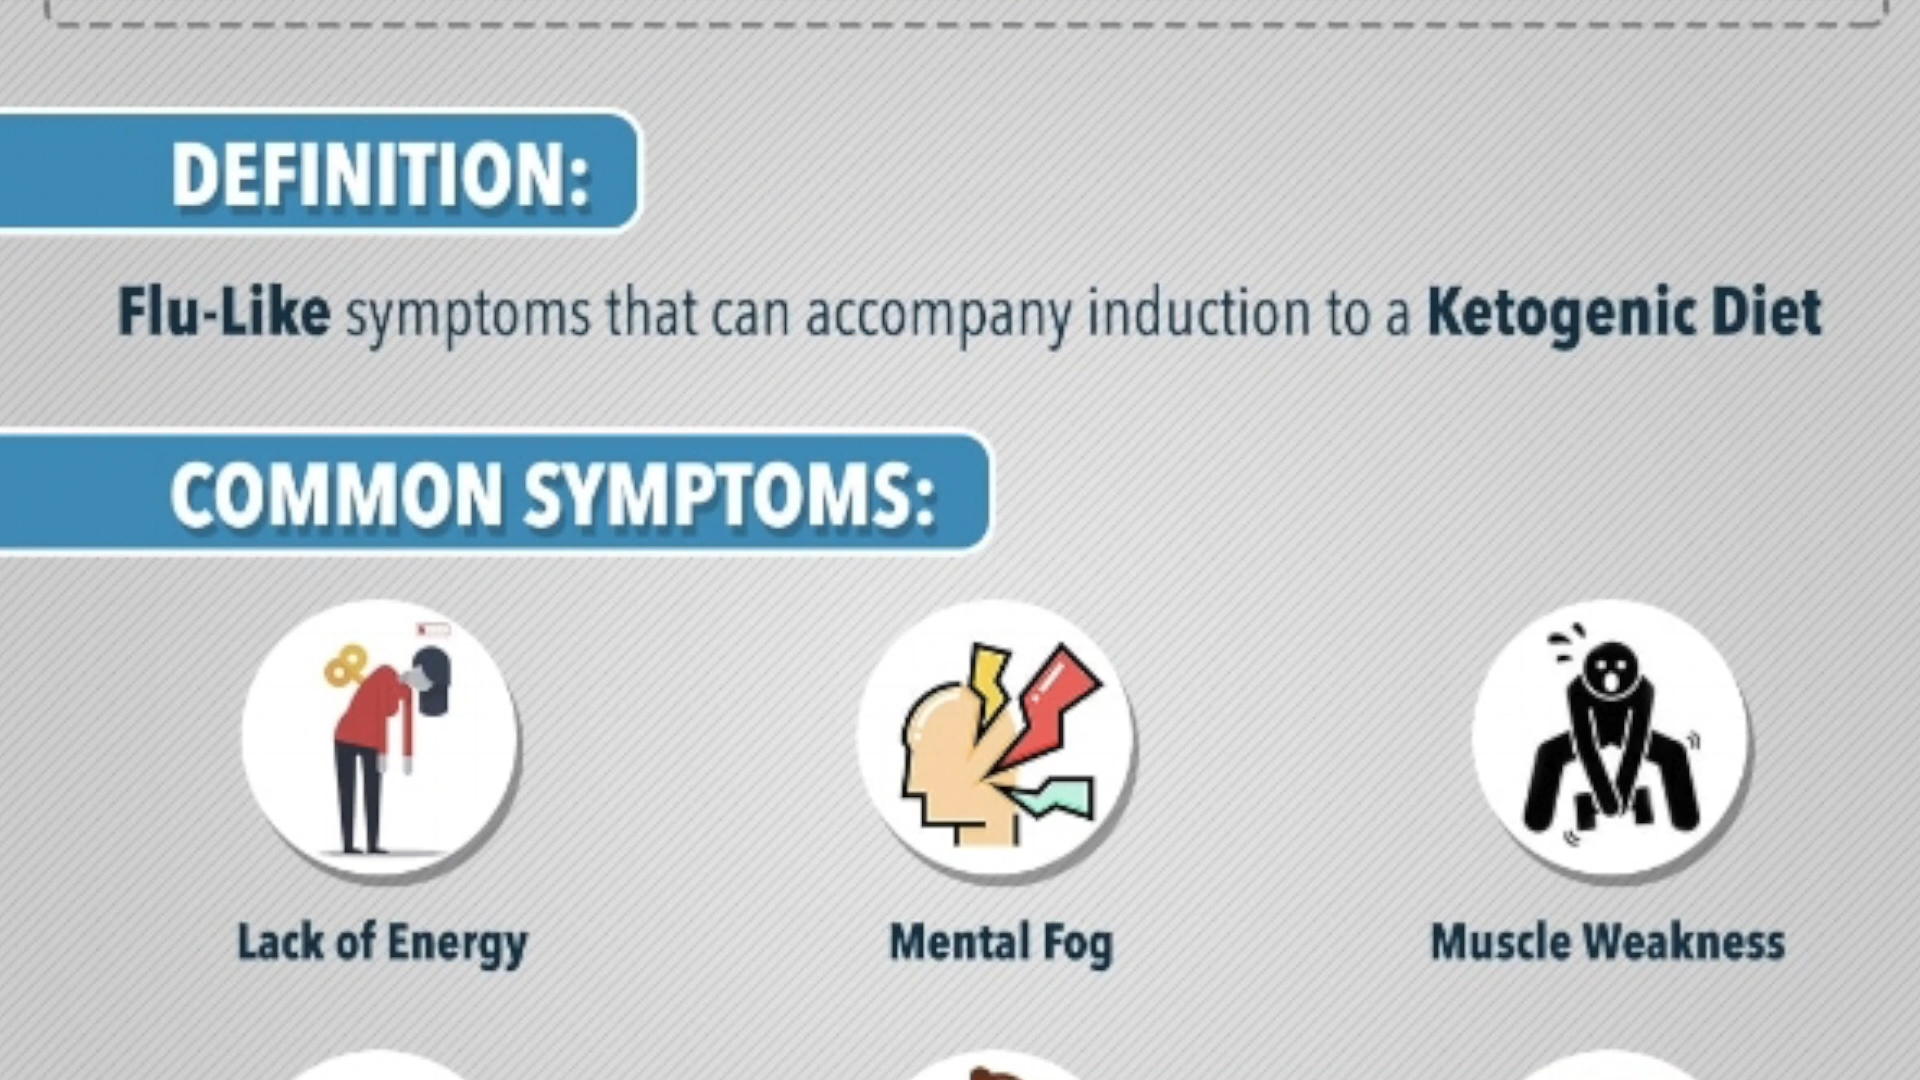 DEFINITION:
Flu-Like symptoms that can accompany induction to a Ketogenic Diet
COMMON SYMPTOMS:
Lack of Energy
Mental Fog
Muscle Weakness